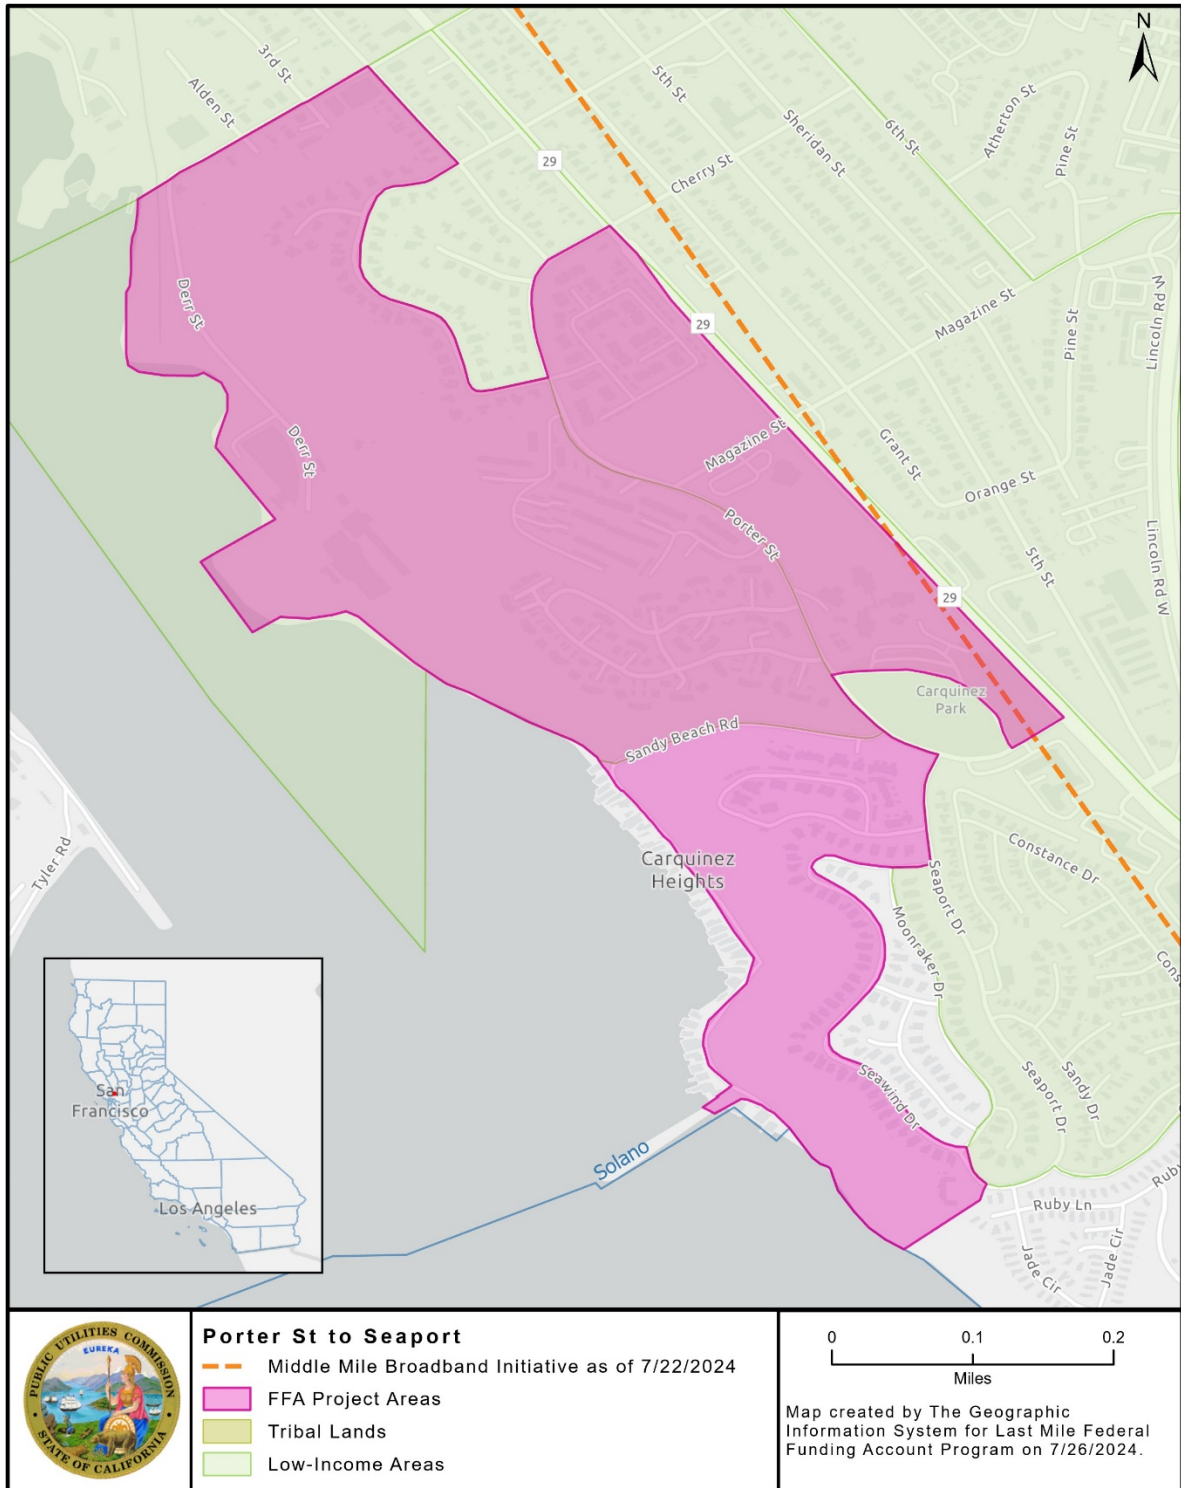 N
3rd St
Alden St
5th St
Sheridan St
6th St
Atherton St
Pine St
29
Cherry St
Derr St
29
Magazine St
Pine St
Lincoln Rd W
Derr St
Magazine St
Grant St
Orange St
Porter St
5th St
Lincoln Rd W
29
Carquinez
Park
Sandy Beach Rd
Tyler Rd
Carquinez
Heights
Constance Dr
Seaport Dr
Moonraker Dr
Seawind Dr
Sandy Dr
Seaport Dr
Solano
Ruby Ln
Jade Cir
Jade Cir
San
Francisco
Los Angeles
PUBLIC UTILITIES COMMISSION
EUREKA
STATE OF CALIFORNIA
Porter St to Seaport
Middle Mile Broadband Initiative as of 7/22/2024
FFA Project Areas
Tribal Lands
Low-Income Areas
0 0.1 0.2
Miles
Map created by The Geographic
Information System for Last Mile Federal
Funding Account Program on 7/26/2024.